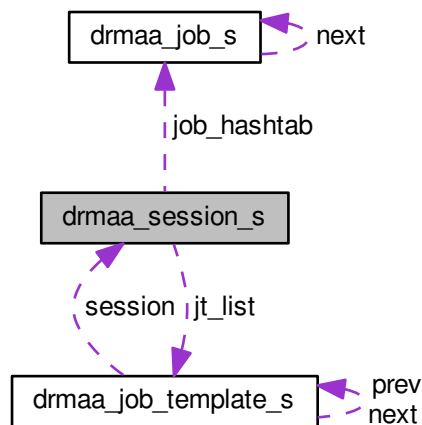 drmaa_job_s
next
job_hashtab
drmaa_session_s
session
jt_list
drmaa_job_template_s
prev
next